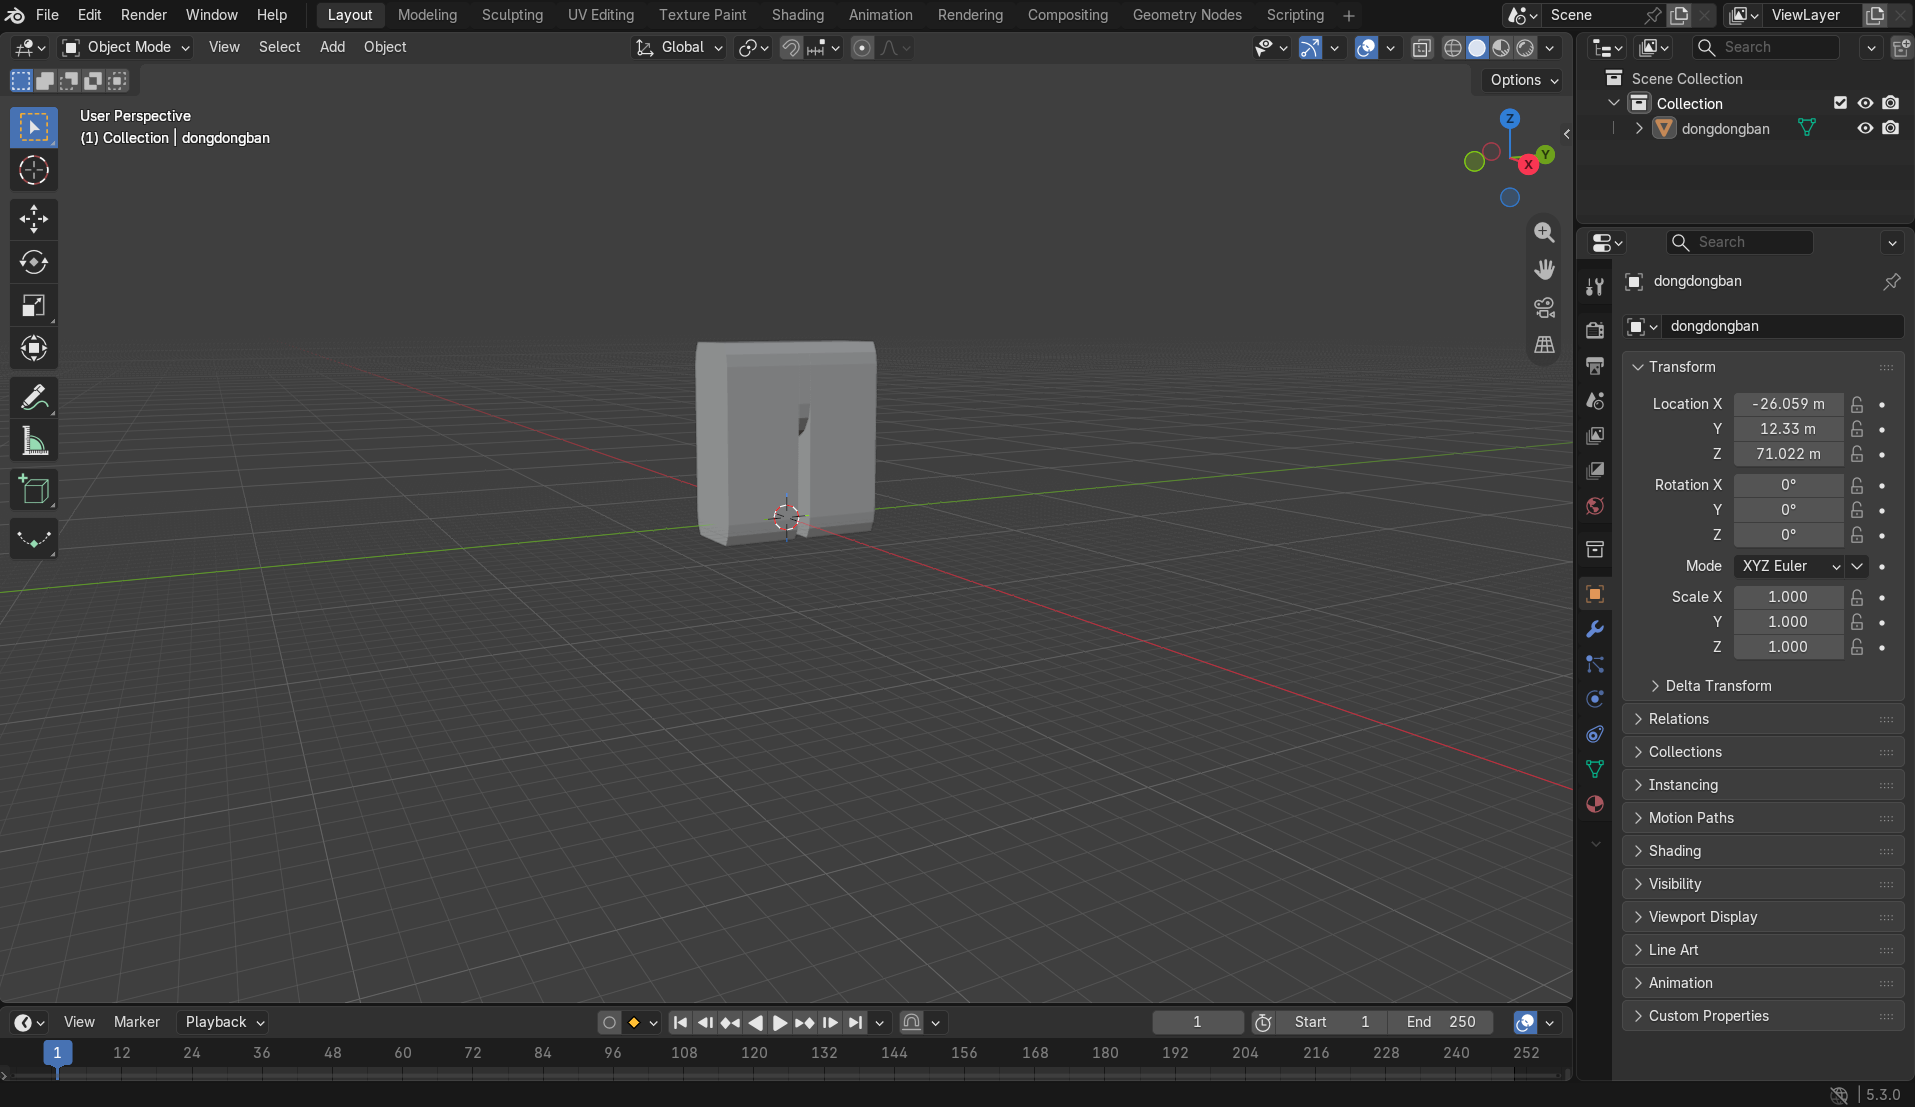 File Edit Render Window Help Layout Modeling Sculpting UV Editing Texture Paint Shading Animation Rendering Compositing Geometry Nodes Scripting + Scene ViewLayer
Object Mode View Select Add Object Global Search
Options
User Perspective
(1) Collection | dongdongban
Z
Y
X
Scene Collection
Collection
dongdongban
Search
dongdongban
dongdongban
Transform
Location X -26.059 m
Y 12.33 m
Z 71.022 m
Rotation X 0°
Y 0°
Z 0°
Mode XYZ Euler
Scale X 1.000
Y 1.000
Z 1.000
Delta Transform
Relations
Collections
Instancing
Motion Paths
Shading
Visibility
Viewport Display
Line Art
Animation
Custom Properties
View Marker Playback 1 Start 1 End 250
1 12 24 36 48 60 72 84 96 108 120 132 144 156 168 180 192 204 216 228 240 252
5.3.0